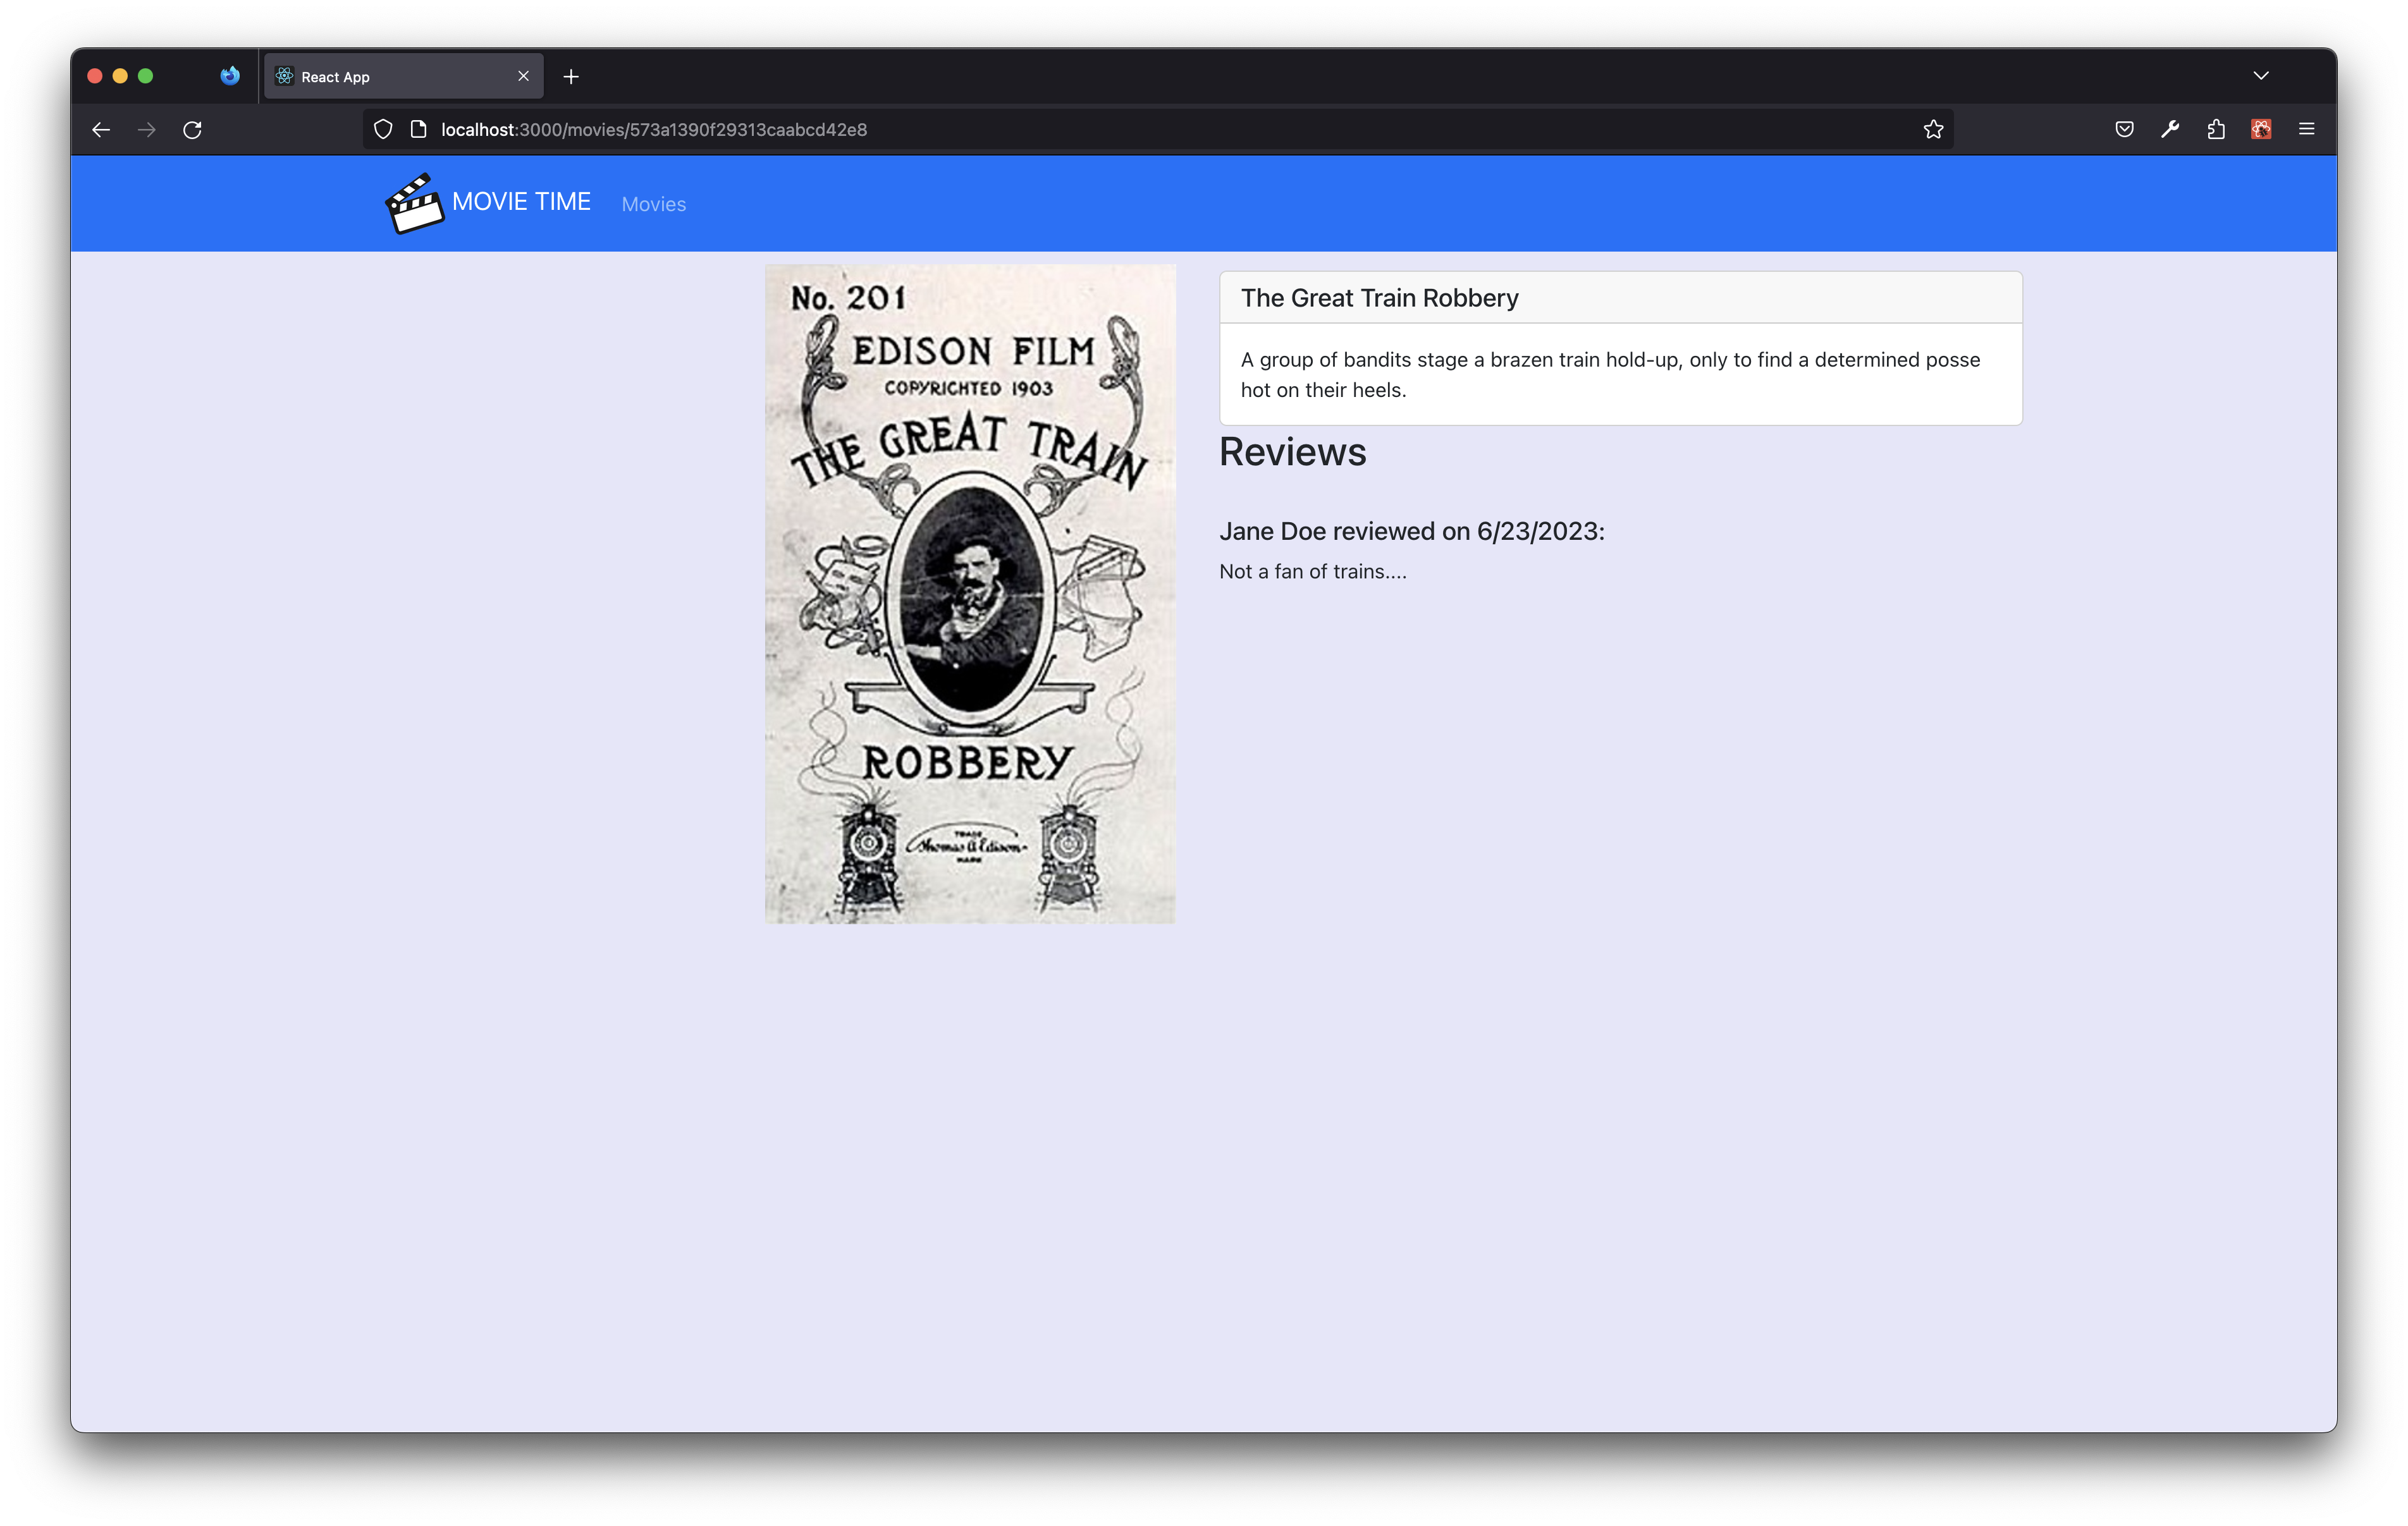 React App
localhost:3000/movies/573a1390f29313caabcd42e8
MOVIE TIME
Movies
No. 201
EDISON FILM
COPYRIGHTED 1903
THE GREAT TRAIN
ROBBERY
TRADE
Thomas A Edison
MARK
The Great Train Robbery
A group of bandits stage a brazen train hold-up, only to find a determined posse
hot on their heels.
Reviews
Jane Doe reviewed on 6/23/2023:
Not a fan of trains....